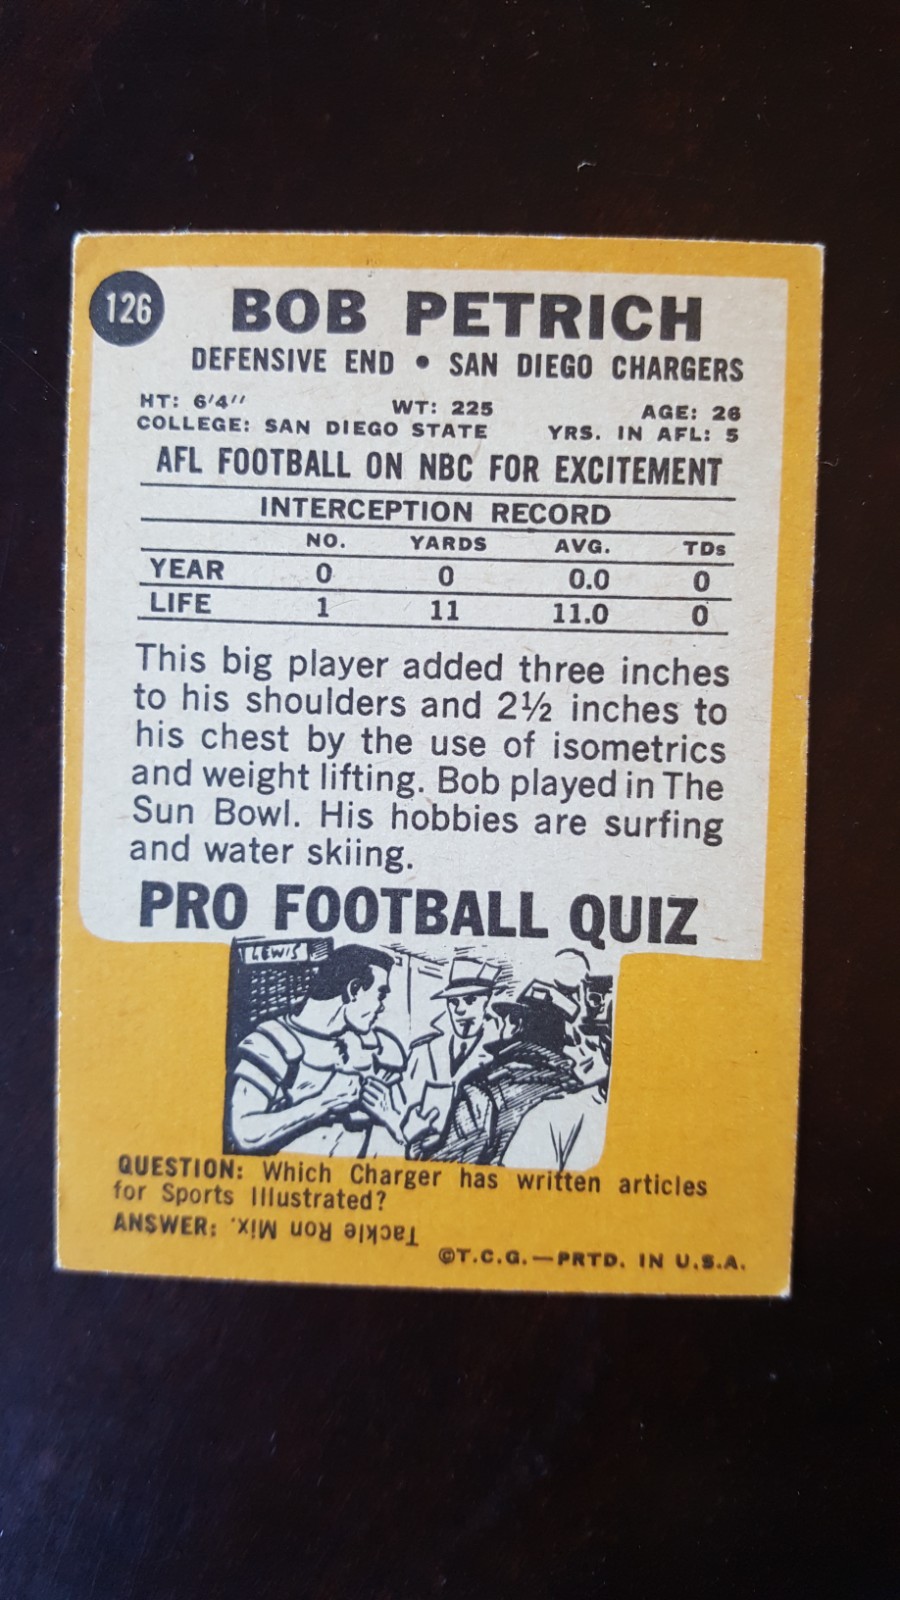 126
BOB PETRICH
DEFENSIVE END • SAN DIEGO CHARGERS
HT: 6'4" WT: 225 AGE: 26
COLLEGE: SAN DIEGO STATE YRS. IN AFL: 5
AFL FOOTBALL ON NBC FOR EXCITEMENT
INTERCEPTION RECORD
NO. YARDS AVG. TDs
YEAR 0 0 0.0 0
LIFE 1 11 11.0 0
This big player added three inches
to his shoulders and 2½ inches to
his chest by the use of isometrics
and weight lifting. Bob played in The
Sun Bowl. His hobbies are surfing
and water skiing.
PRO FOOTBALL QUIZ
LEWIS
QUESTION: Which Charger has written articles
for Sports Illustrated?
ANSWER: Tackle Ron Mix.
©T.C.G.—PRTD. IN U.S.A.